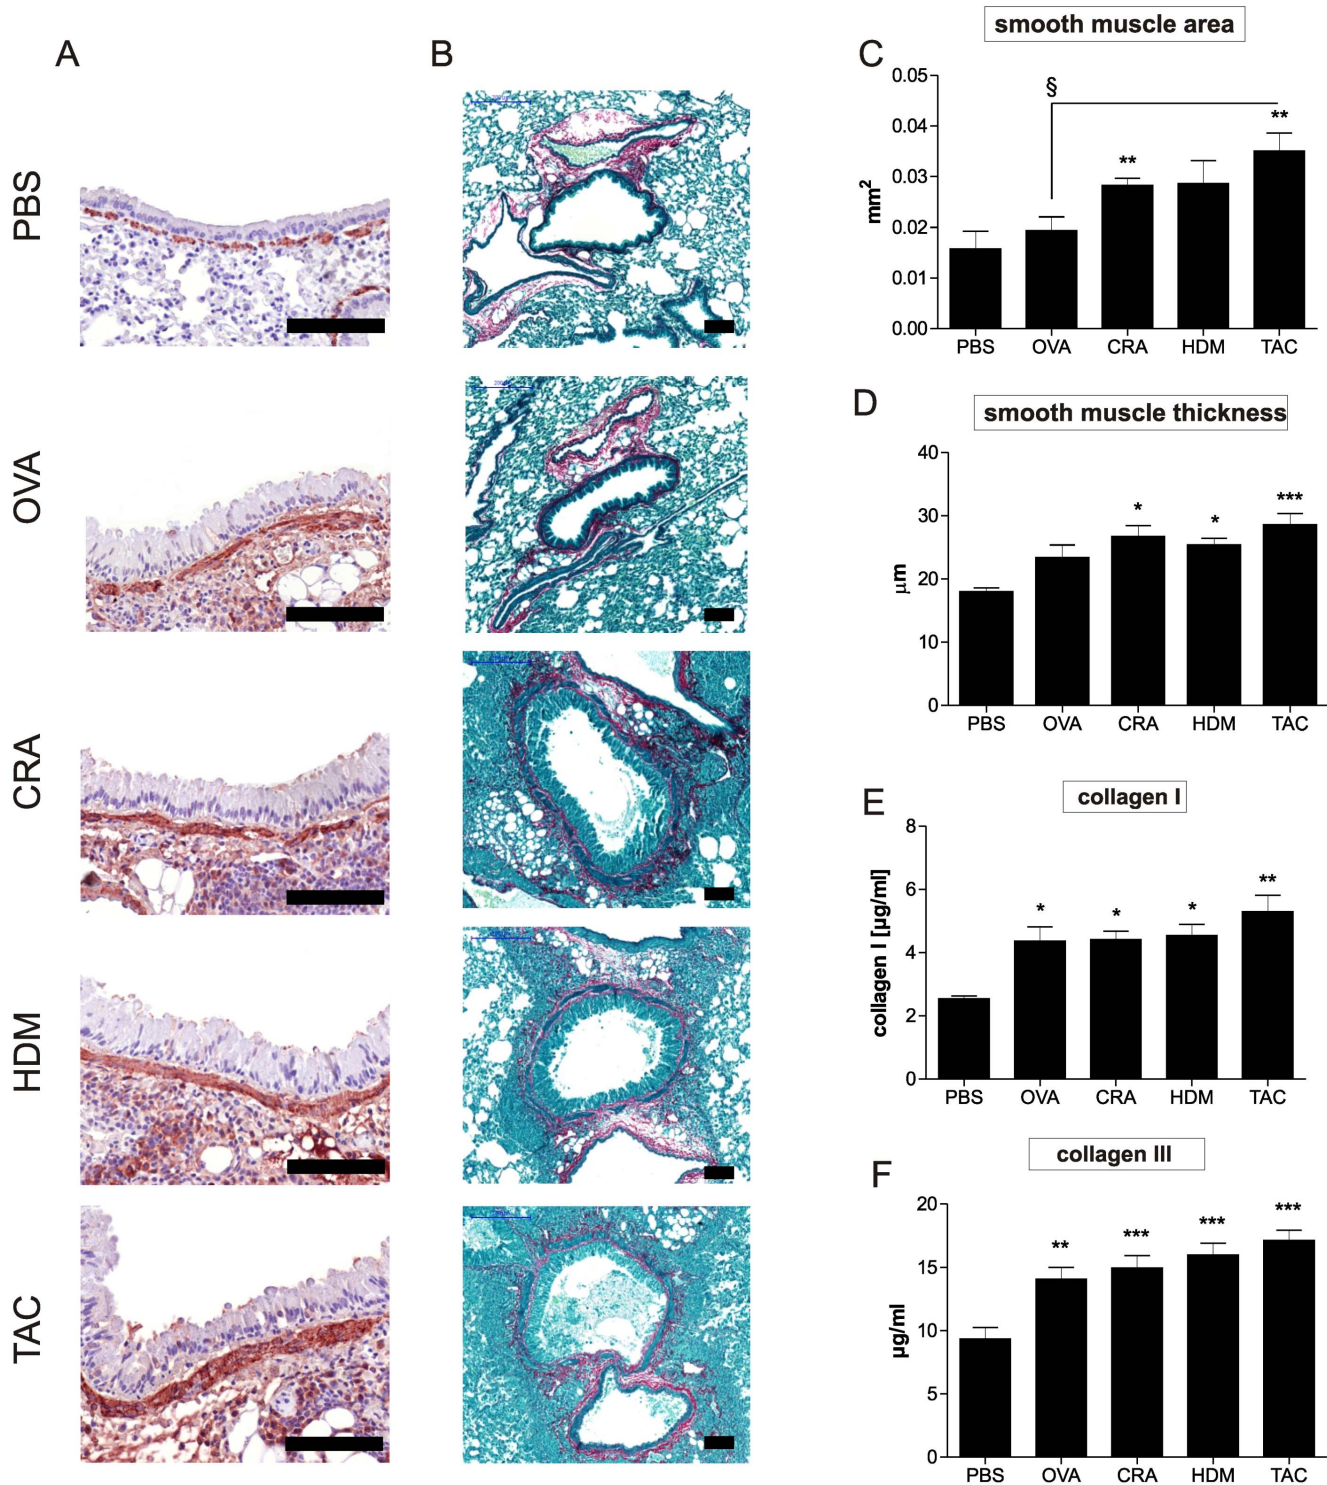 A
B
PBS
OVA
CRA
HDM
TAC
smooth muscle area
C
0.05
0.04
0.03
0.02
0.01
0.00
mm²
§
**
**
PBS OVA CRA HDM TAC
D
smooth muscle thickness
40
30
20
10
0
µm
* * ***
PBS OVA CRA HDM TAC
collagen I
E
8
6
4
2
0
collagen I [µg/ml]
* * * **
PBS OVA CRA HDM TAC
collagen III
F
20
15
10
5
0
µg/ml
** *** *** ***
PBS OVA CRA HDM TAC